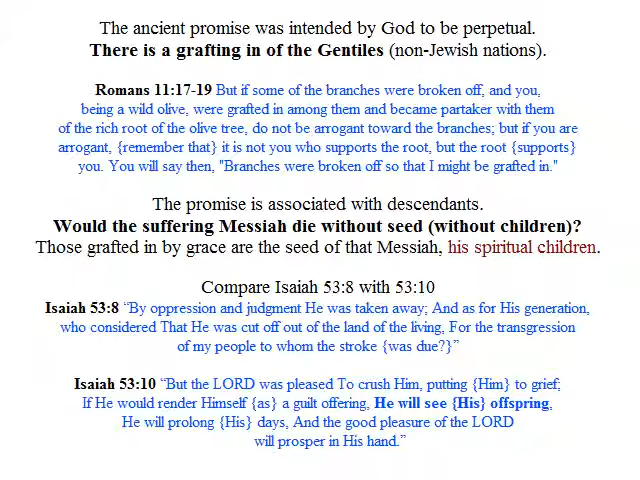 The ancient promise was intended by God to be perpetual.
There is a grafting in of the Gentiles (non-Jewish nations).
Romans 11:17-19 But if some of the branches were broken off, and you,
being a wild olive, were grafted in among them and became partaker with them
of the rich root of the olive tree, do not be arrogant toward the branches; but if you are
arrogant, {remember that} it is not you who supports the root, but the root {supports}
you. You will say then, "Branches were broken off so that I might be grafted in."
The promise is associated with descendants.
Would the suffering Messiah die without seed (without children)?
Those grafted in by grace are the seed of that Messiah, his spiritual children.
Compare Isaiah 53:8 with 53:10
Isaiah 53:8 “By oppression and judgment He was taken away; And as for His generation,
who considered That He was cut off out of the land of the living, For the transgression
of my people to whom the stroke {was due?}”
Isaiah 53:10 “But the LORD was pleased To crush Him, putting {Him} to grief;
If He would render Himself {as} a guilt offering, He will see {His} offspring,
He will prolong {His} days, And the good pleasure of the LORD
will prosper in His hand.”